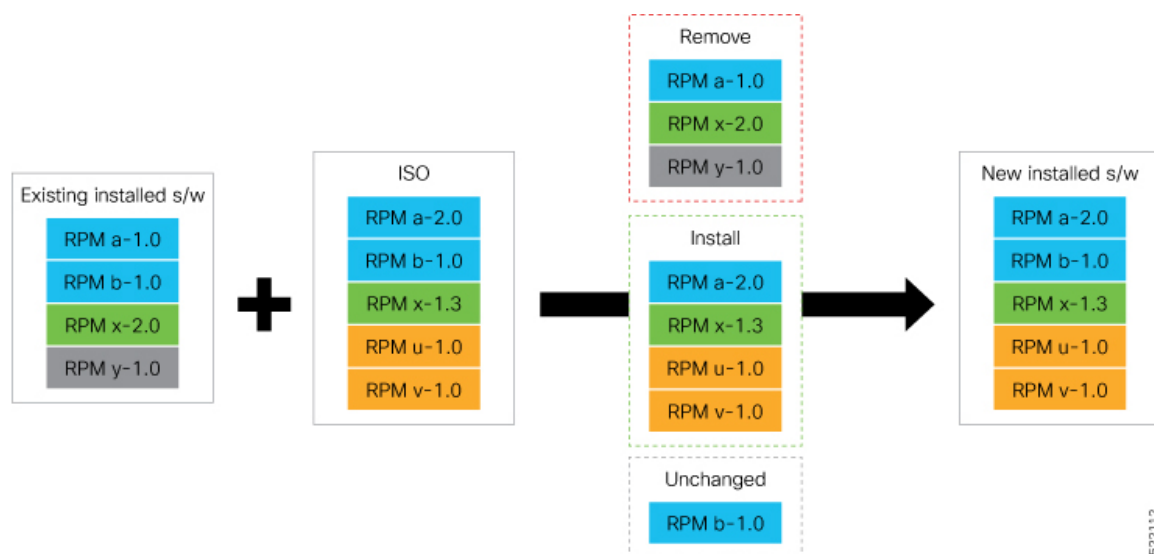 Existing installed s/w
RPM a-1.0
RPM b-1.0
RPM x-2.0
RPM y-1.0
ISO
RPM a-2.0
RPM b-1.0
RPM x-1.3
RPM u-1.0
RPM v-1.0
Remove
RPM a-1.0
RPM x-2.0
RPM y-1.0
Install
RPM a-2.0
RPM x-1.3
RPM u-1.0
RPM v-1.0
Unchanged
RPM b-1.0
New installed s/w
RPM a-2.0
RPM b-1.0
RPM x-1.3
RPM u-1.0
RPM v-1.0